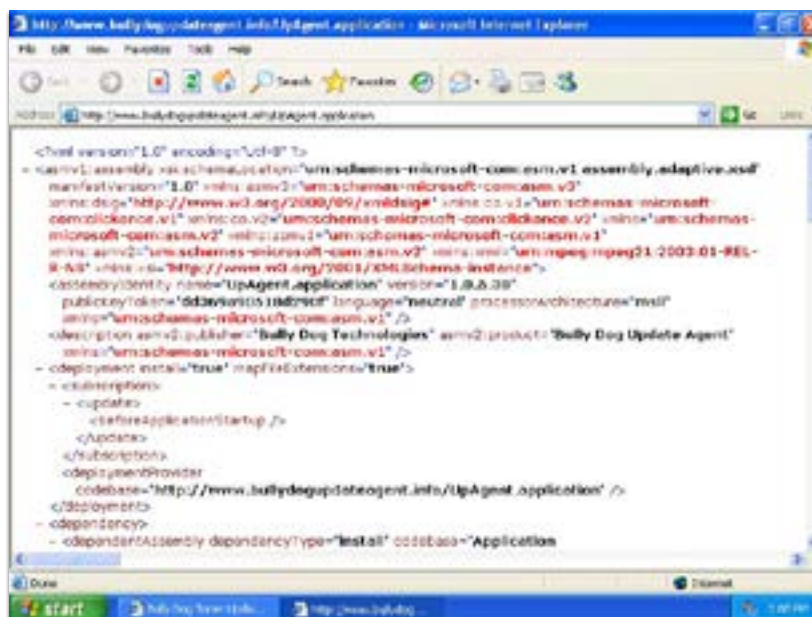 http://www.bullydogupdateagent.info/UpAgent.application - Microsoft Internet Explorer
File Edit View Favorites Tools Help
Back Search Favorites
Address http://www.bullydogupdateagent.info/UpAgent.application Go Links
<?xml version="1.0" encoding="utf-8" ?>
- <asmv1:assembly xsi:schemaLocation="urn:schemas-microsoft-com:asm.v1 assembly.adaptive.xsd"
manifestVersion="1.0" xmlns:asmv3="urn:schemas-microsoft-com:asm.v3"
xmlns:dsig="http://www.w3.org/2000/09/xmldsig#" xmlns:co.v1="urn:schemas-microsoft-
com:clickonce.v1" xmlns:co.v2="urn:schemas-microsoft-com:clickonce.v2" xmlns="urn:schemas-
microsoft-com:asm.v2" xmlns:asmv1="urn:schemas-microsoft-com:asm.v1"
xmlns:asmv2="urn:schemas-microsoft-com:asm.v2" xmlns:xrml="urn:mpeg:mpeg21:2003:01-REL-
R-NS" xmlns:xsi="http://www.w3.org/2001/XMLSchema-instance">
<assemblyIdentity name="UpAgent.application"
language="neutral" processorArchitecture="msil"
xmlns="urn:schemas-microsoft-com:asm.v1" />
<description asmv2:publisher="Bully Dog Technologies" asmv2:product="Bully Dog Update Agent"
xmlns="urn:schemas-microsoft-com:asm.v1" />
- <deployment install="true" mapFileExtensions="true">
- <subscription>
- <update>
<beforeApplicationStartup />
</update>
</subscription>
<deploymentProvider
codebase="http://www.bullydogupdateagent.info/UpAgent.application" />
</deployment>
- <dependency>
- <dependentAssembly dependencyType="install" codebase="Application
Done Internet
start http://www.bullydog...